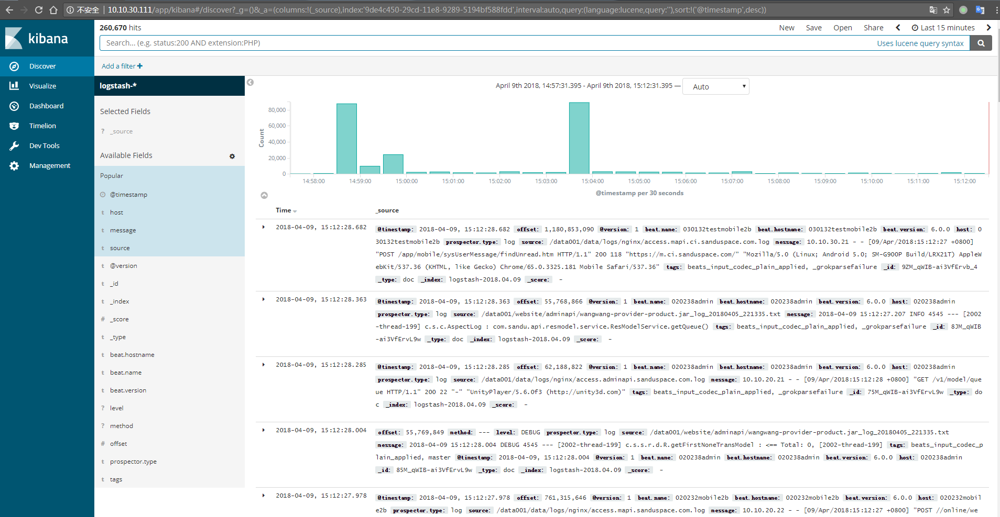 不安全 | 10.10.30.111/app/kibana#/discover?_g=()&_a=(columns:!(_source),index:'9de4c450-29cd-11e8-9289-5194bf588fdd',interval:auto,query:(language:lucene,query:''),sort:!('@timestamp',desc))
kibana
Discover
Visualize
Dashboard
Timelion
Dev Tools
Management
260,670 hits
New Save Open Share Last 15 minutes
Search... (e.g. status:200 AND extension:PHP) Uses lucene query syntax
Add a filter +
logstash-*
Selected Fields
? _source
Available Fields
Popular
@timestamp
t host
t message
t source
t @version
t _id
t _index
# _score
t _type
t beat.hostname
t beat.name
t beat.version
? level
? method
# offset
t prospector.type
t tags
April 9th 2018, 14:57:31.395 - April 9th 2018, 15:12:31.395 — Auto
Count
80,000
60,000
40,000
20,000
0
14:58:00 14:59:00 15:00:00 15:01:00 15:02:00 15:03:00 15:04:00 15:05:00 15:06:00 15:07:00 15:08:00 15:09:00 15:10:00 15:11:00 15:12:00
@timestamp per 30 seconds
Time _source
2018-04-09, 15:12:28.682 @timestamp: 2018-04-09, 15:12:28.682 offset: 1,180,853,090 @version: 1 beat.name: 030132testmobile2b beat.hostname: 030132testmobile2b beat.version: 6.0.0 host: 0
30132testmobile2b prospector.type: log source: /data001/data/logs/nginx/access.mapi.ci.sanduspace.com.log message: 10.10.30.21 - - [09/Apr/2018:15:12:27 +0800]
"POST /app/mobile/sysUserMessage/findUnread.htm HTTP/1.1" 200 118 "https://m.ci.sanduspace.com/" "Mozilla/5.0 (Linux; Android 5.0; SM-G900P Build/LRX21T) AppleW
ebKit/537.36 (KHTML, like Gecko) Chrome/65.0.3325.181 Mobile Safari/537.36" tags: beats_input_codec_plain_applied, _grokparsefailure _id: 9ZM_qWIB-ai3VfErvb_4
_type: doc _index: logstash-2018.04.09 _score: -
2018-04-09, 15:12:28.363 @timestamp: 2018-04-09, 15:12:28.363 offset: 55,768,866 @version: 1 beat.name: 020238admin beat.hostname: 020238admin beat.version: 6.0.0 host: 020238admin
prospector.type: log source: /data001/website/adminapi/wangwang-provider-product.jar_log_20180405_221335.txt message: 2018-04-09 15:12:27.207 INFO 4545 --- [2002
-thread-199] c.s.c.AspectLog : com.sandu.api.resmodel.service.ResModelService.getQueue() tags: beats_input_codec_plain_applied, _grokparsefailure _id: 8JM_qWIB
-ai3VfErvL9w _type: doc _index: logstash-2018.04.09 _score: -
2018-04-09, 15:12:28.285 @timestamp: 2018-04-09, 15:12:28.285 offset: 62,188,822 @version: 1 beat.name: 020238admin beat.hostname: 020238admin beat.version: 6.0.0 host: 020238admin
prospector.type: log source: /data001/data/logs/nginx/access.adminapi.sanduspace.com.log message: 10.10.20.21 - - [09/Apr/2018:15:12:28 +0800] "GET /v1/model/que
ue HTTP/1.1" 200 22 "-" "UnityPlayer/5.6.0f3 (http://unity3d.com)" tags: beats_input_codec_plain_applied, _grokparsefailure _id: 75M_qWIB-ai3VfErvL9w _type: do
c _index: logstash-2018.04.09 _score: -
2018-04-09, 15:12:28.004 offset: 55,769,849 method: --- level: DEBUG prospector.type: log source: /data001/website/adminapi/wangwang-provider-product.jar_log_20180405_221335.txt
message: 2018-04-09 15:12:28.004 DEBUG 4545 --- [2002-thread-199] c.s.s.r.d.R.getFirstNoneTransModel : <== Total: 0, [2002-thread-199] tags: beats_input_codec_p
lain_applied, master @timestamp: 2018-04-09, 15:12:28.004 @version: 1 beat.name: 020238admin beat.hostname: 020238admin beat.version: 6.0.0 host: 020238admin
_id: 85M_qWIB-ai3VfErvL9w _type: doc _index: logstash-2018.04.09 _score: -
2018-04-09, 15:12:27.978 @timestamp: 2018-04-09, 15:12:27.978 offset: 761,315,646 @version: 1 beat.name: 020232mobile2b beat.hostname: 020232mobile2b beat.version: 6.0.0 host: 020232mobil
e2b prospector.type: log source: /data001/data/logs/nginx/access.mapi.sanduspace.com.log message: 10.10.20.22 - - [09/Apr/2018:15:12:27 +0800] "POST //online/we